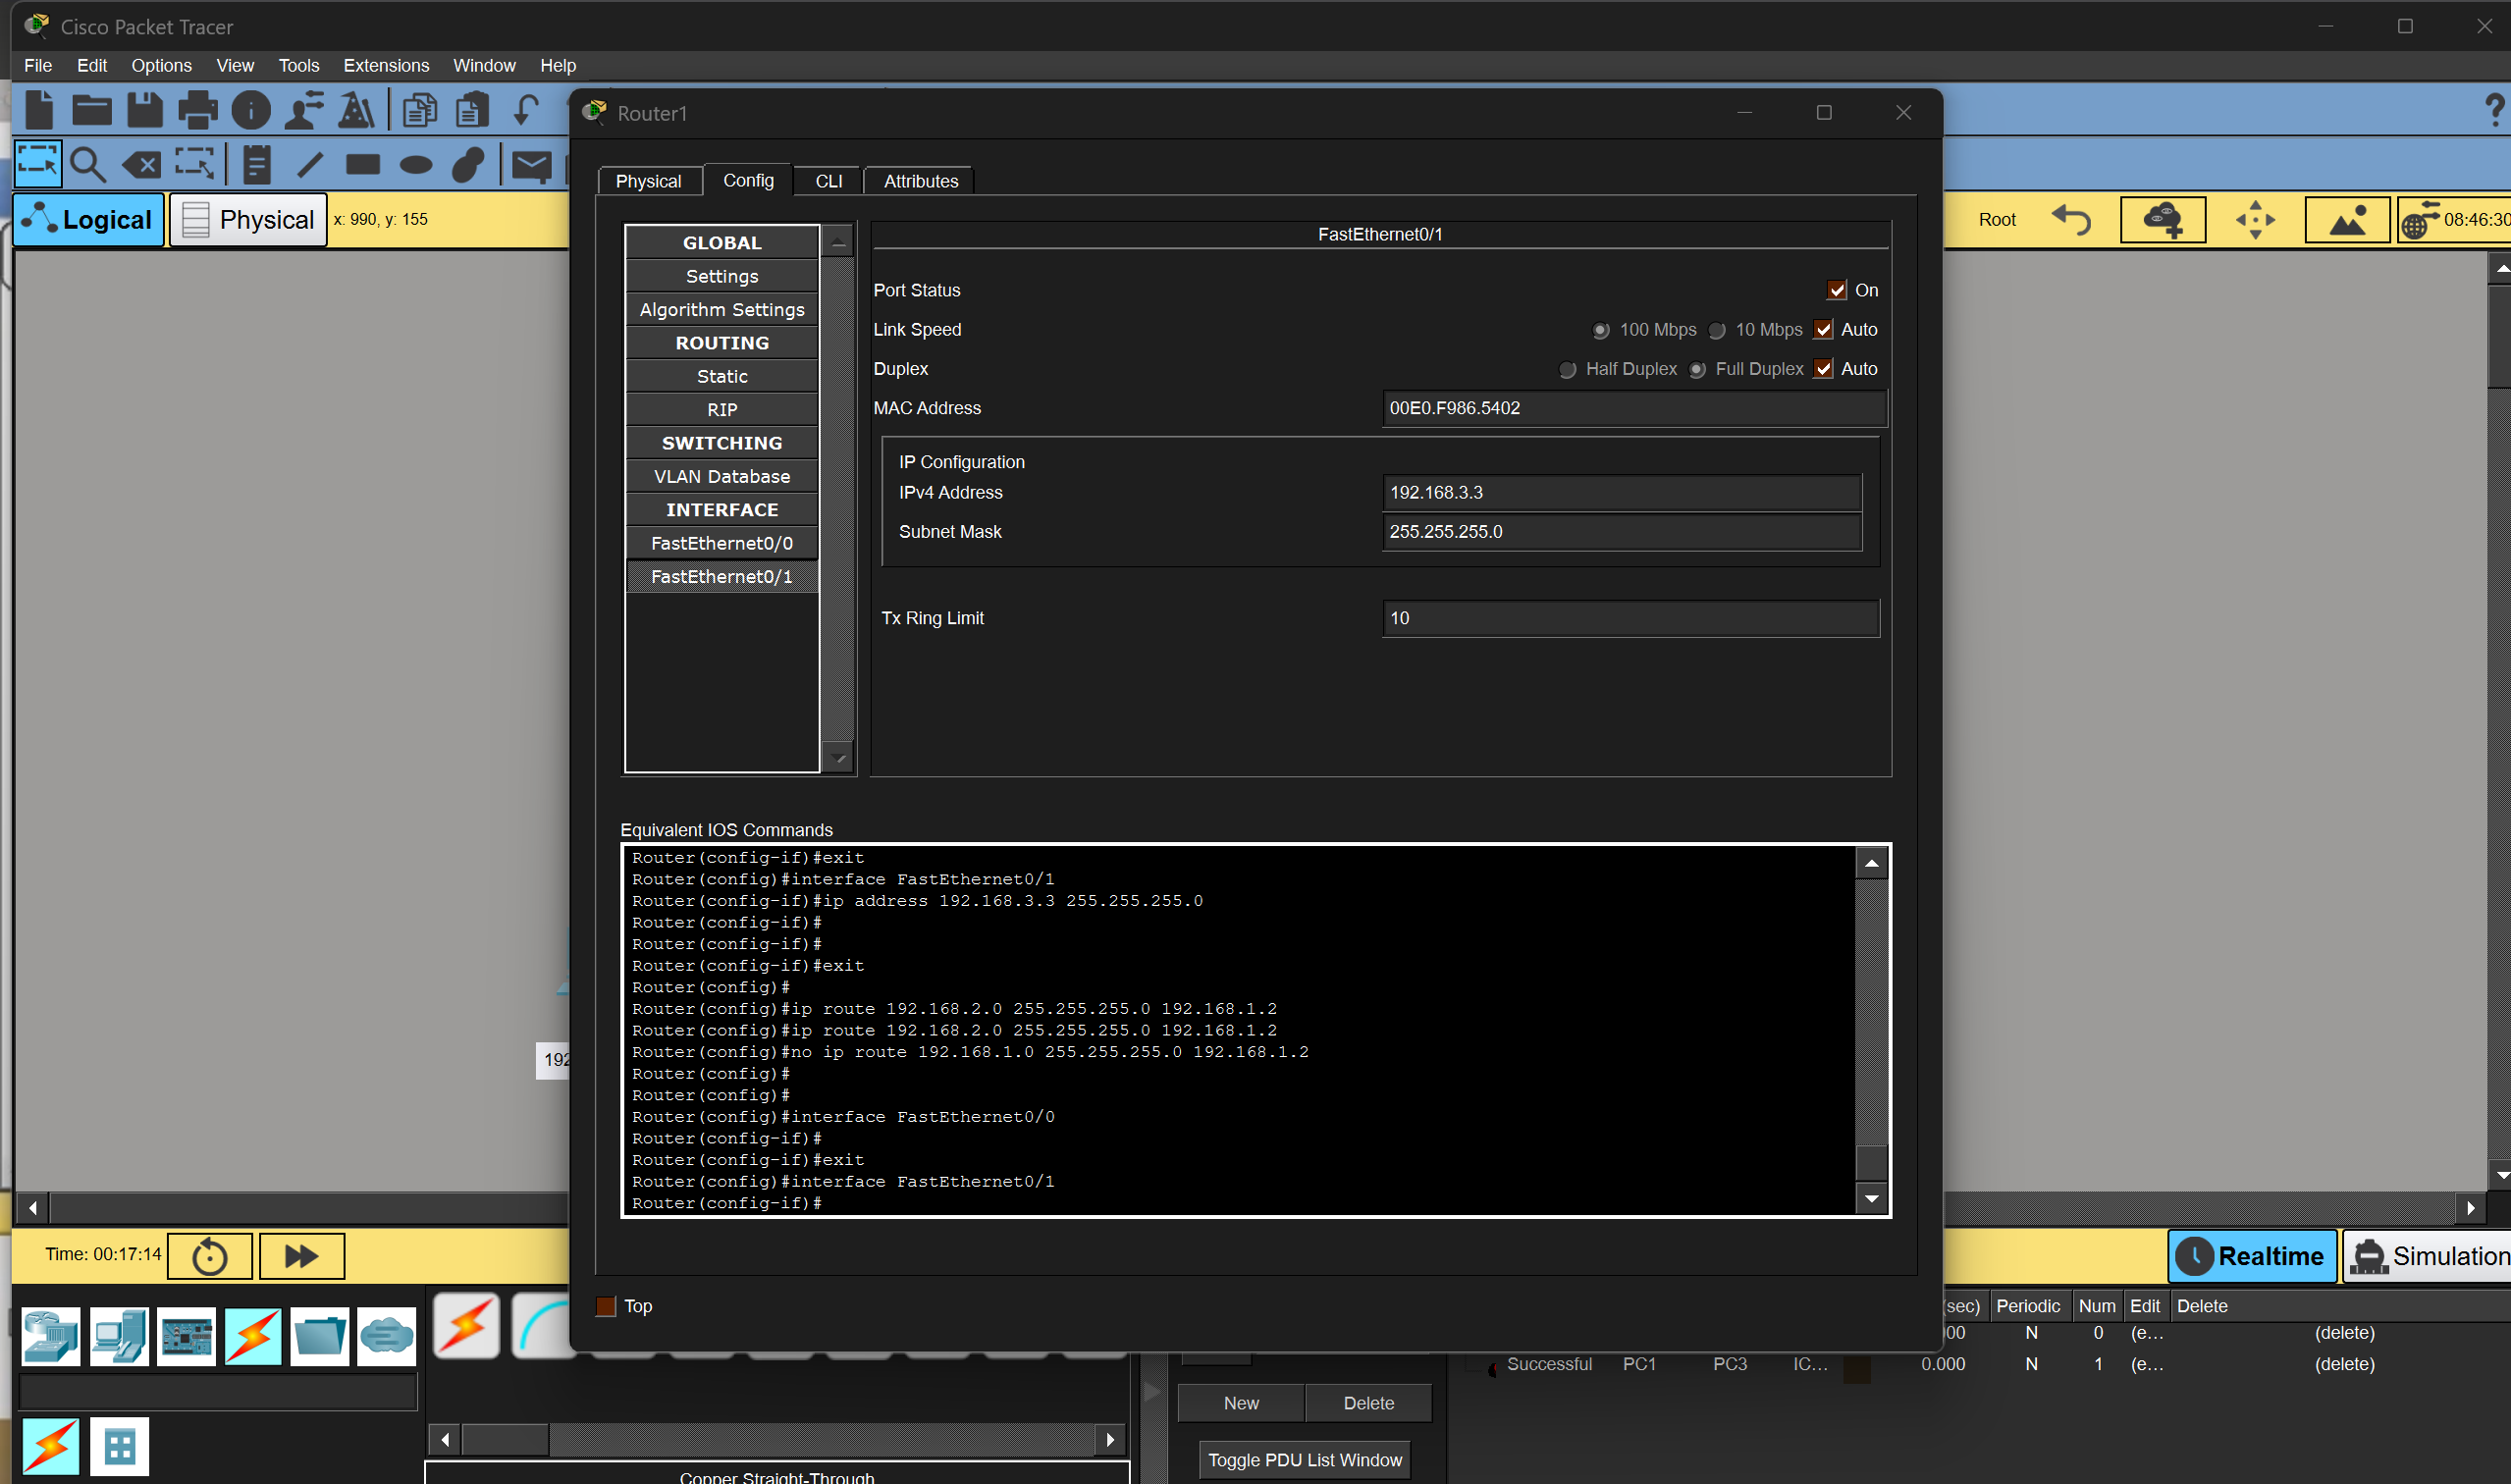 Cisco Packet Tracer
File Edit Options View Tools Extensions Window Help
Router1
Physical Config CLI Attributes
Logical Physical x: 990, y: 155
Root 08:46:30
GLOBAL
Settings
Algorithm Settings
ROUTING
Static
RIP
SWITCHING
VLAN Database
INTERFACE
FastEthernet0/0
FastEthernet0/1
FastEthernet0/1
Port Status On
Link Speed 100 Mbps 10 Mbps Auto
Duplex Half Duplex Full Duplex Auto
MAC Address 00E0.F986.5402
IP Configuration
IPv4 Address 192.168.3.3
Subnet Mask 255.255.255.0
Tx Ring Limit 10
Equivalent IOS Commands
Router(config-if)#exit
Router(config)#interface FastEthernet0/1
Router(config-if)#ip address 192.168.3.3 255.255.255.0
Router(config-if)#
Router(config-if)#
Router(config-if)#exit
Router(config)#
Router(config)#ip route 192.168.2.0 255.255.255.0 192.168.1.2
Router(config)#ip route 192.168.2.0 255.255.255.0 192.168.1.2
Router(config)#no ip route 192.168.1.0 255.255.255.0 192.168.1.2
Router(config)#
Router(config)#
Router(config)#interface FastEthernet0/0
Router(config-if)#
Router(config-if)#exit
Router(config)#interface FastEthernet0/1
Router(config-if)#
192
Time: 00:17:14
Realtime Simulation
Top
sec) Periodic Num Edit Delete
N 0 (e... (delete)
Successful PC1 PC3 IC... 0.000 N 1 (e... (delete)
New Delete
Toggle PDU List Window
Copper Straight-Through